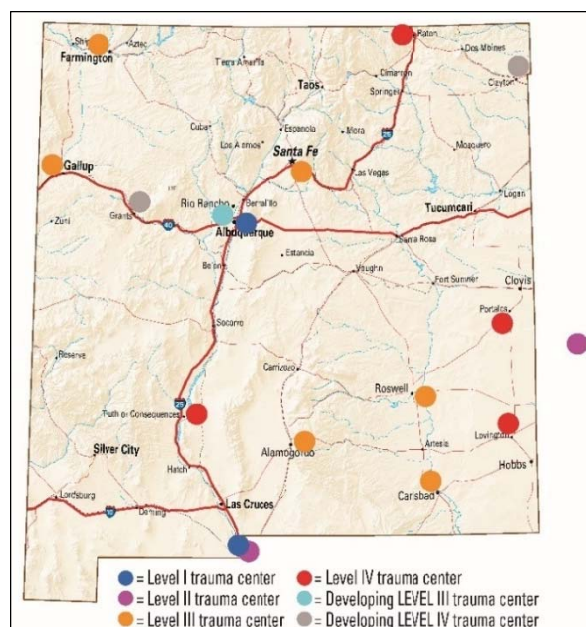 Raton
Des Moines
Aztec
Farmington
Tierra Amarilla
Cimarron
Clayton
Taos
Springer
Cuba
Espanola
Los Alamos
Mora
Mosquero
Santa Fe
25
Gallup
Las Vegas
Logan
Rio Rancho
Bernalillo
Tucumcari
Zuni
Grants
40
Albuquerque
Santa Rosa
Estancia
Belen
Vaughn
Fort Sumner
Clovis
Portales
Socorro
Reserve
Carrizozo
Roswell
25
Truth or Consequences
Lovington
Silver City
Alamogordo
Artesia
Hobbs
Hatch
Carlsbad
Lordsburg
Las Cruces
10
Deming
= Level I trauma center
= Level IV trauma center
= Level II trauma center
= Developing LEVEL III trauma center
= Level III trauma center
= Developing LEVEL IV trauma center